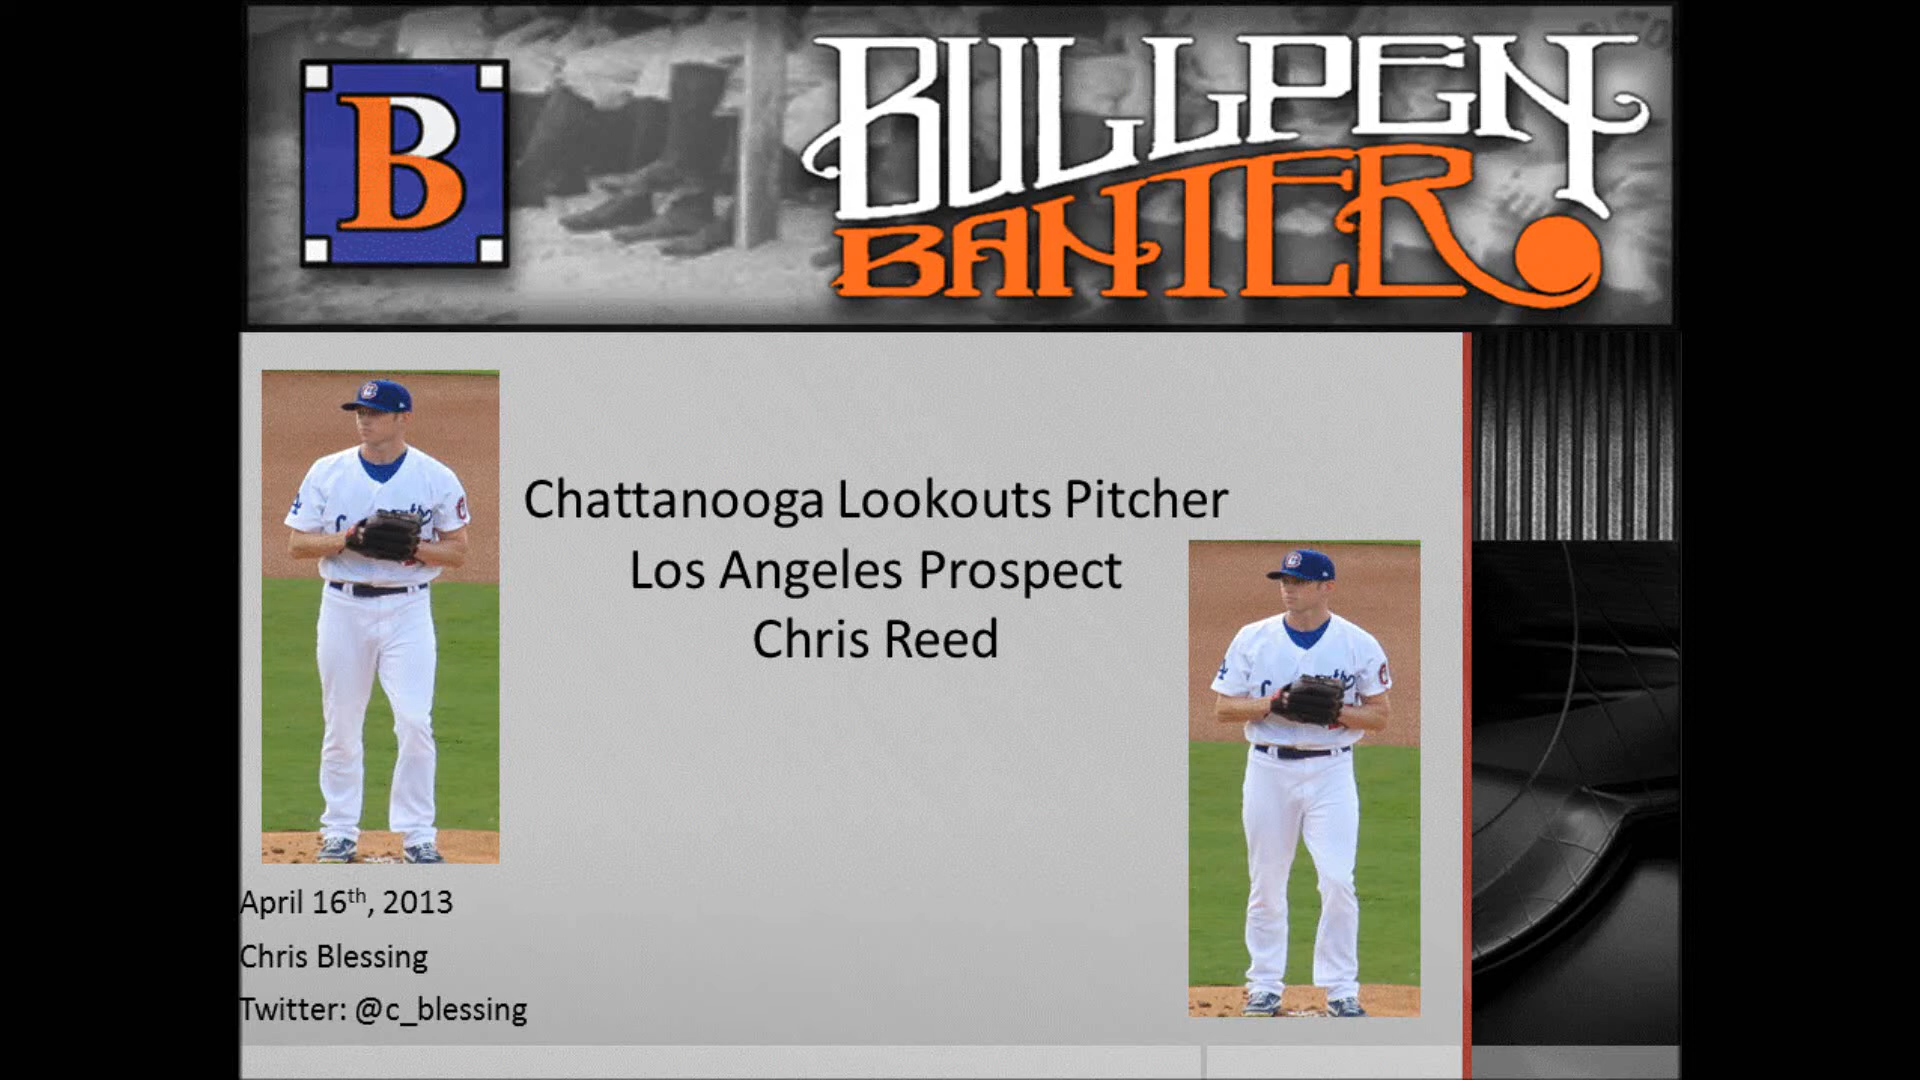 B
BULLPEN
BANTER
Chattanooga Lookouts Pitcher
Los Angeles Prospect
Chris Reed
April 16th, 2013
Chris Blessing
Twitter: @c_blessing